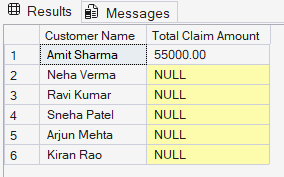 Results Messages
Customer Name Total Claim Amount
1 Amit Sharma 55000.00
2 Neha Verma NULL
3 Ravi Kumar NULL
4 Sneha Patel NULL
5 Arjun Mehta NULL
6 Kiran Rao NULL